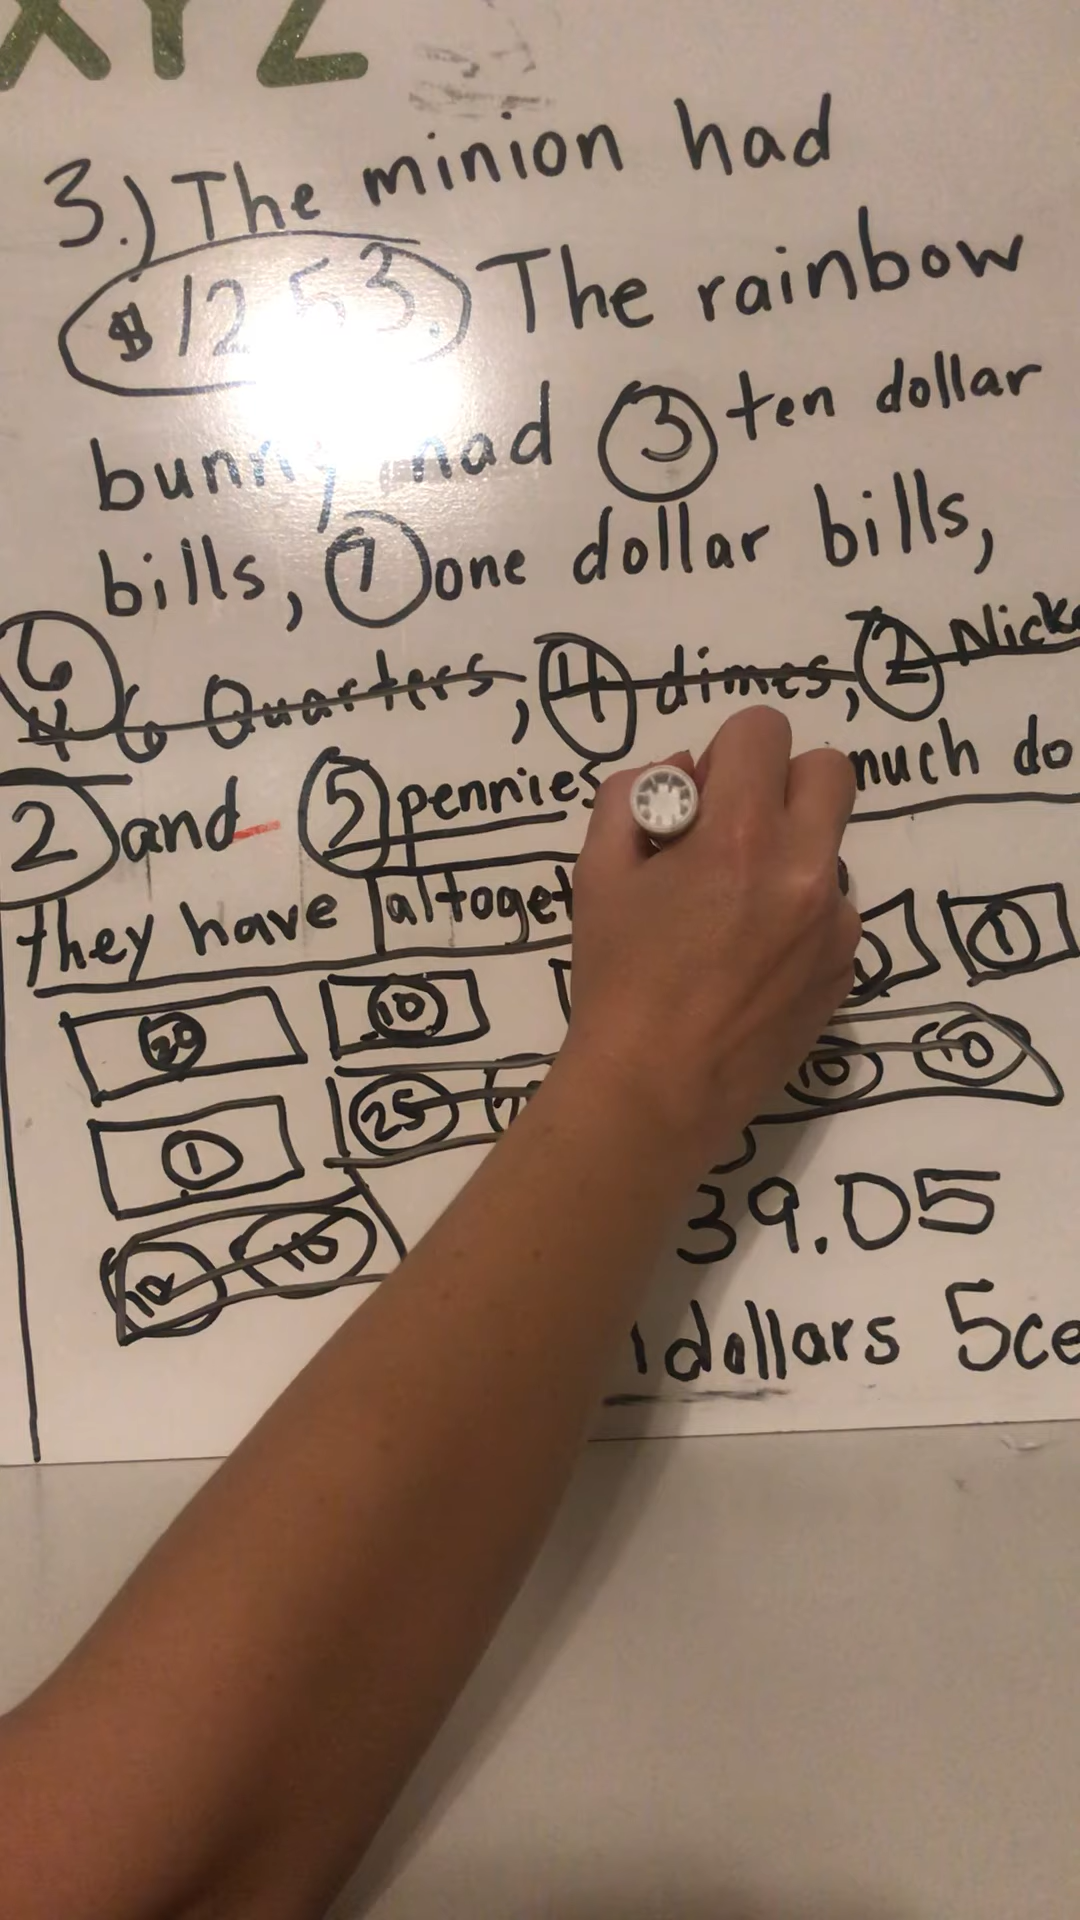 XYZ
3.) The minion had
$12.53. The rainbow
bunny had 3 ten dollar
bills, 7 one dollar bills,
6
4 6 Quarters, 4 dimes, 2 Nick
2 and 5 pennies much do
they have altoget
1
20 10
25 10 10
1
39.05
10 10
dollars 5ce